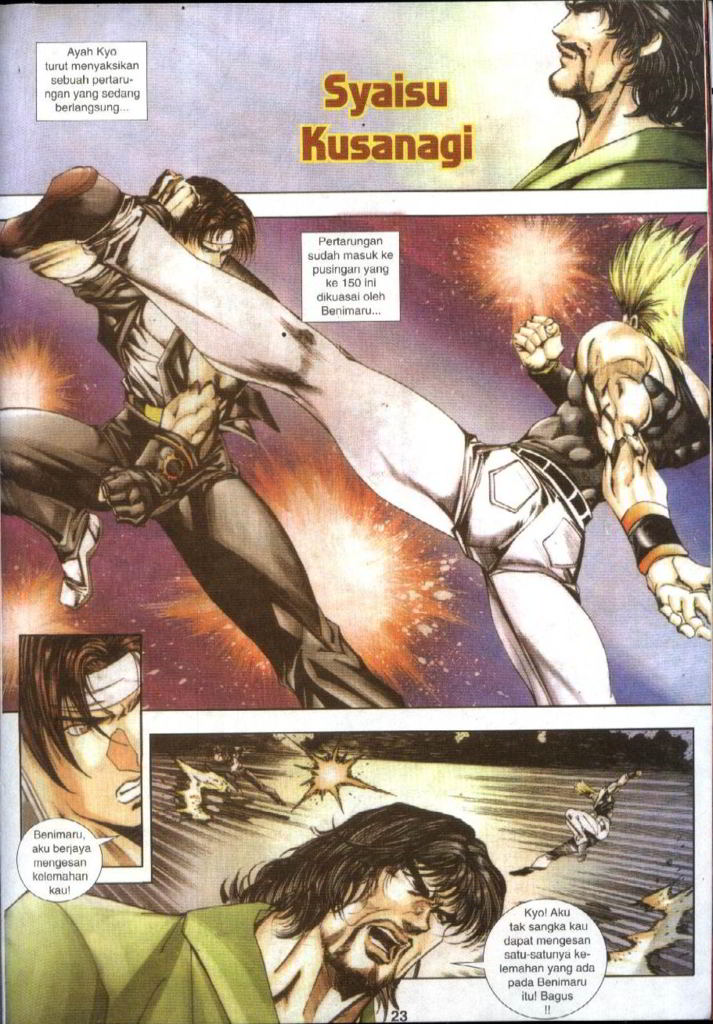 Ayah Kyo
turut menyaksikan
sebuah pertaru-
ngan yang sedang
berlangsung...
Syaisu
Kusanagi
Pertarungan
sudah masuk ke
pusingan yang
ke 150 ini
dikuasai oleh
Benimaru...
Benimaru,
aku berjaya
mengesan
kelemahan
kau!
Kyo! Aku
tak sangka kau
dapat mengesan
satu-satunya ke-
lemahan yang ada
pada Benimaru
itu! Bagus
!!
23